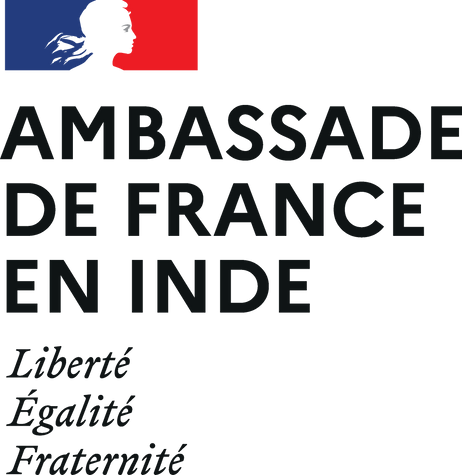 AMBASSADE
DE FRANCE
EN INDE
Liberté
Égalité
Fraternité